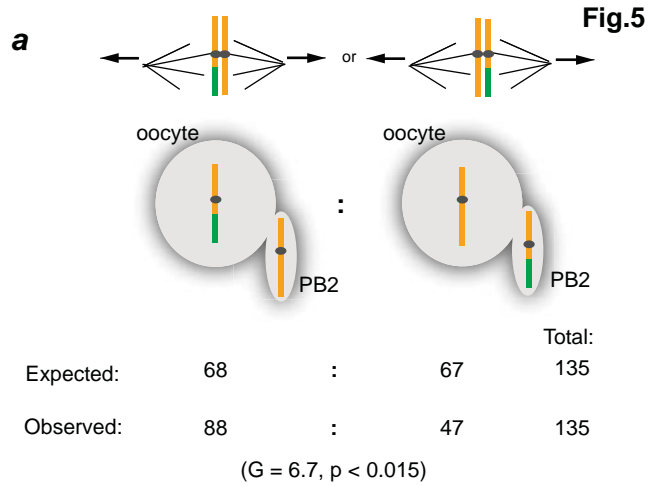 Fig.5
a
or
oocyte oocyte
:
PB2 PB2
Total:
Expected: 68 : 67 135
Observed: 88 : 47 135
(G = 6.7, p < 0.015)